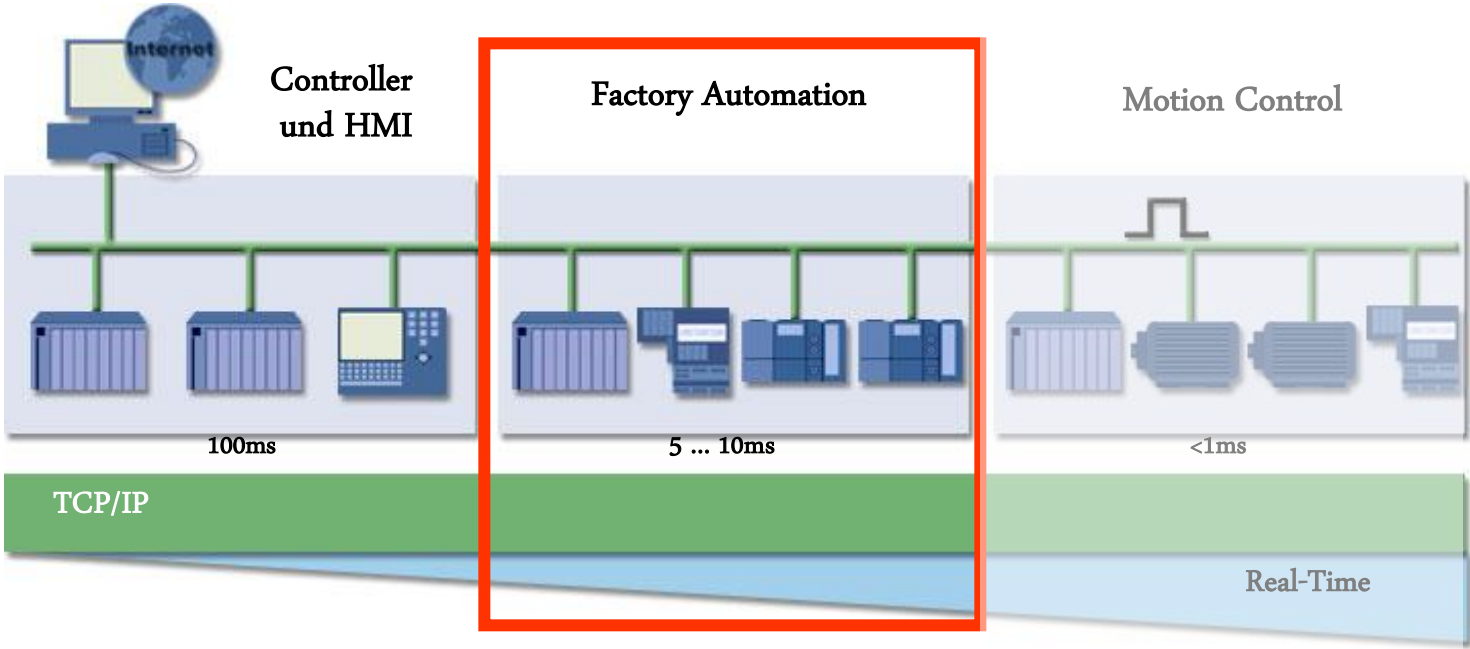 Internet
Controller
und HMI
Factory Automation
Motion Control
100ms
5 ... 10ms
<1ms
TCP/IP
Real-Time